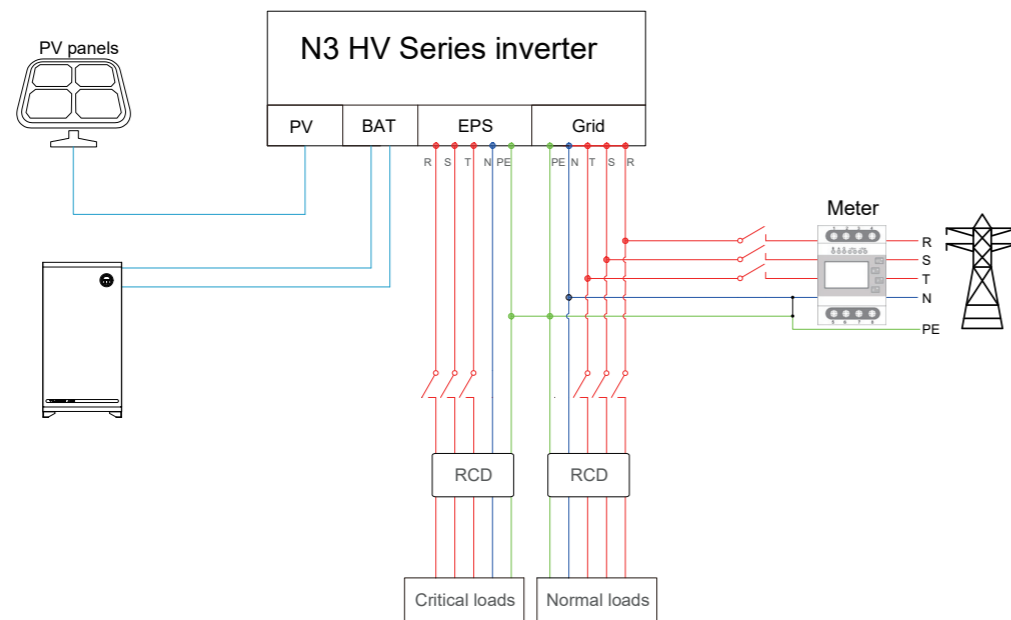 N3 HV Series inverter
PV panels
PV
BAT
EPS
Grid
R S T N PE
PE N T S R
Meter
R
S
T
N
PE
RCD
RCD
Critical loads
Normal loads